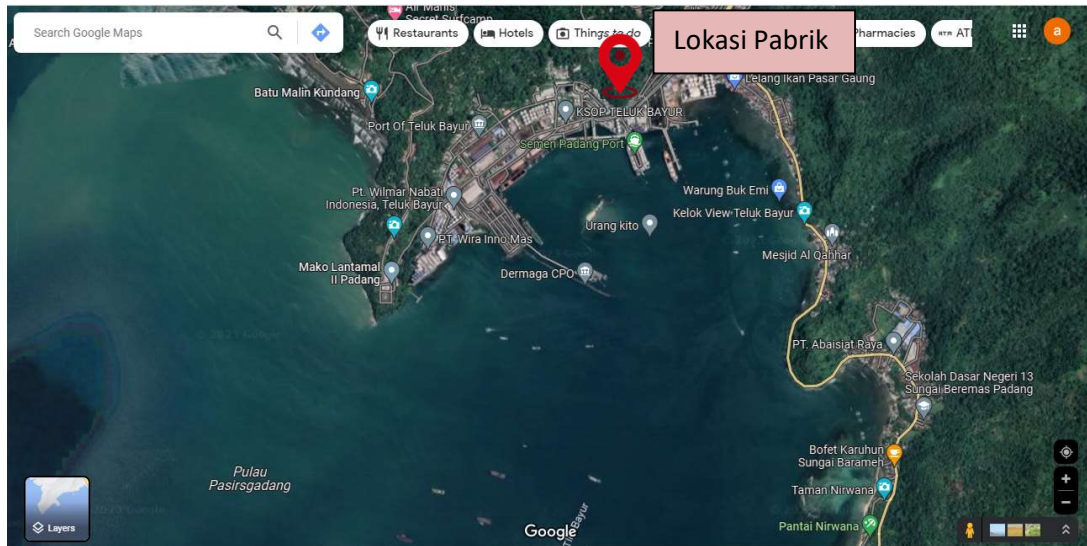 Air Manis
Secret Surfcamp
Search Google Maps
Restaurants
Hotels
Things to do
Lokasi Pabrik
Pharmacies
ATI
a
Lelang Ikan Pasar Gaung
Batu Malin Kundang
KSOP TELUK BAYUR
Port Of Teluk Bayur
Semen Padang Port
Pt. Wilmar Nabati
Indonesia, Teluk Bayur
Warung Buk Emi
Kelok View Teluk Bayur
Urang kito
PT. Wira Inno Mas
Mesjid Al Qahhar
Mako Lantamal
II Padang
Dermaga CPO
PT. Abaisiat Raya
Sekolah Dasar Negeri 13
Sungai Beremas Padang
Bofet Karuhun
Sungai Barameh
Pulau
Pasirsgadang
Taman Nirwana
Layers
Google
Pantai Nirwana